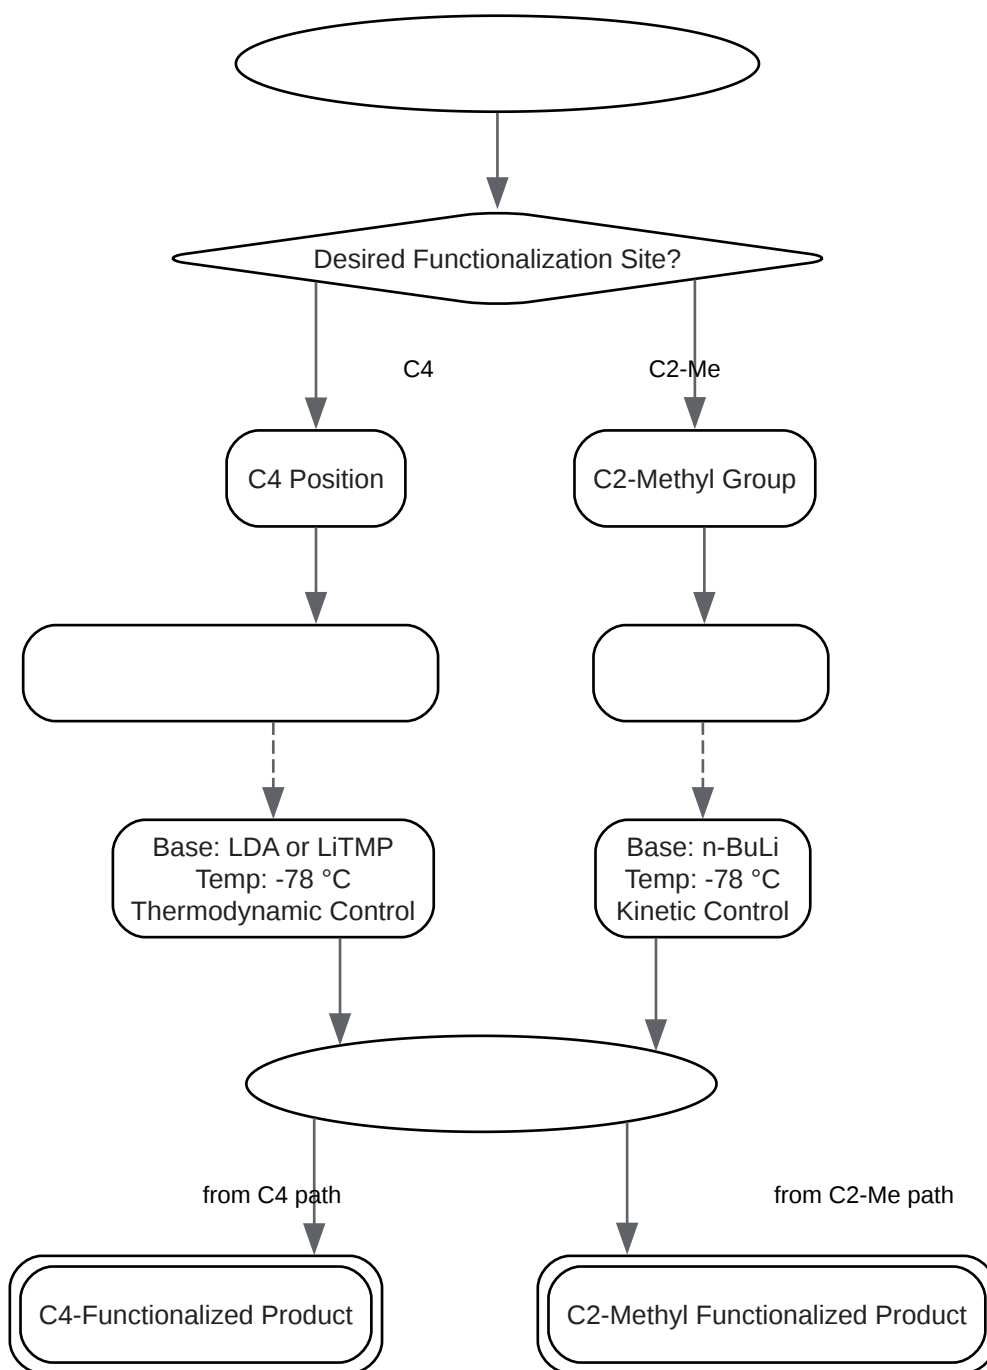 Desired Functionalization Site?
C4
C2-Me
C4 Position
C2-Methyl Group
Base: LDA or LiTMP
Temp: -78 °C
Thermodynamic Control
Base: n-BuLi
Temp: -78 °C
Kinetic Control
from C4 path
from C2-Me path
C4-Functionalized Product
C2-Methyl Functionalized Product